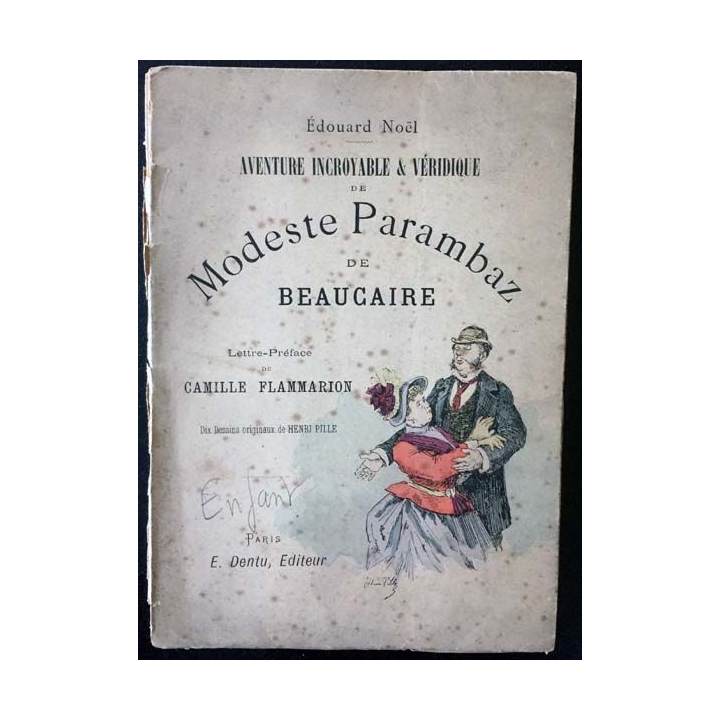 Édouard Noël
AVENTURE INCROYABLE & VÉRIDIQUE
DE
Modeste Parambaz
DE
BEAUCAIRE
Lettre-Préface
DE
CAMILLE FLAMMARION
Dix Dessins originaux de HENRI PILLE
Enfant
PARIS
E. Dentu, Editeur